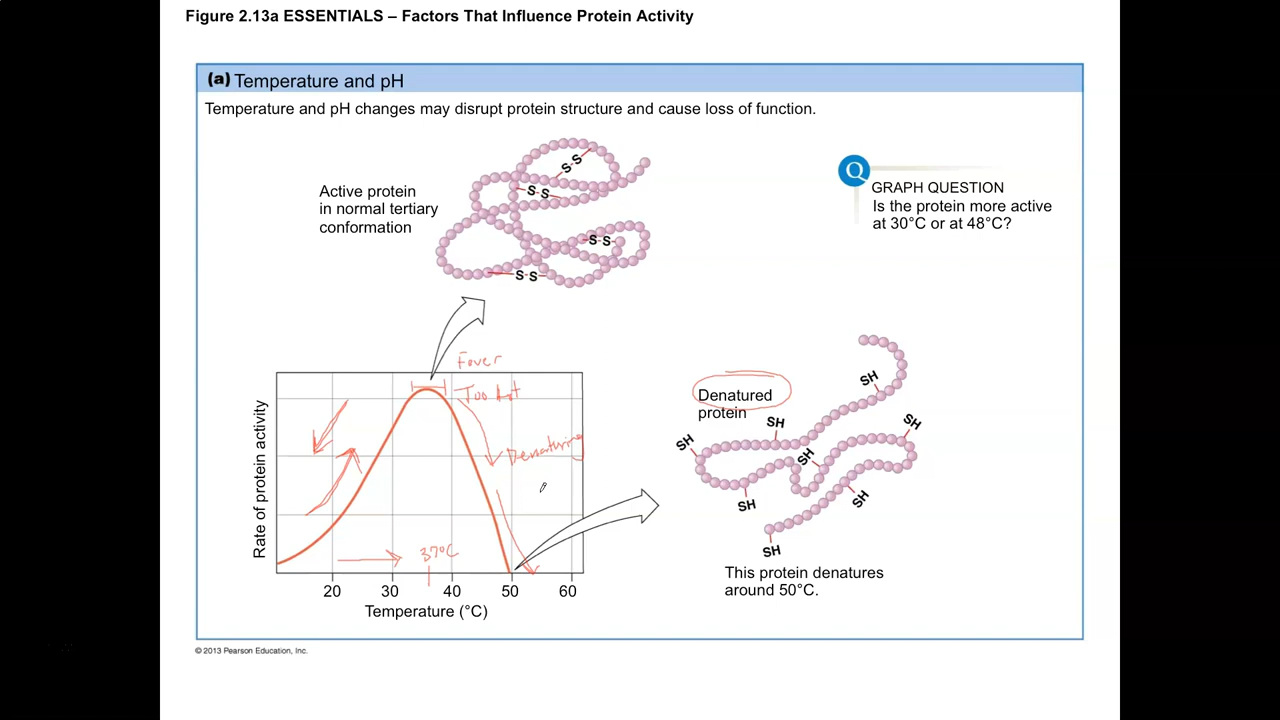 Figure 2.13a ESSENTIALS – Factors That Influence Protein Activity
(a) Temperature and pH
Temperature and pH changes may disrupt protein structure and cause loss of function.
Active protein
in normal tertiary
conformation
S-S
S-S
S-S
S-S
Q
GRAPH QUESTION
Is the protein more active
at 30°C or at 48°C?
Rate of protein activity
Fever
Too hot
Denaturing
37°C
20
30
40
50
60
Temperature (°C)
Denatured
protein
SH
SH
SH
SH
SH
SH
SH
SH
This protein denatures
around 50°C.
© 2013 Pearson Education, Inc.